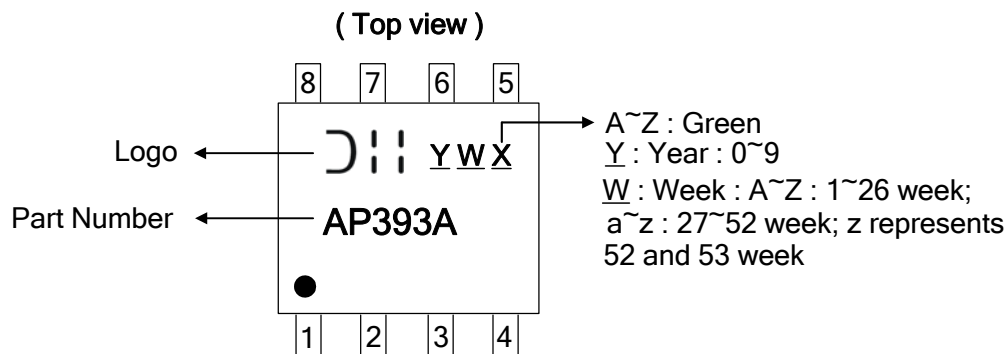 ( Top view )
8 7 6 5
Logo
Y W X
A~Z : Green
Y : Year : 0~9
W : Week : A~Z : 1~26 week;
a~z : 27~52 week; z represents
52 and 53 week
Part Number
AP393A
1 2 3 4